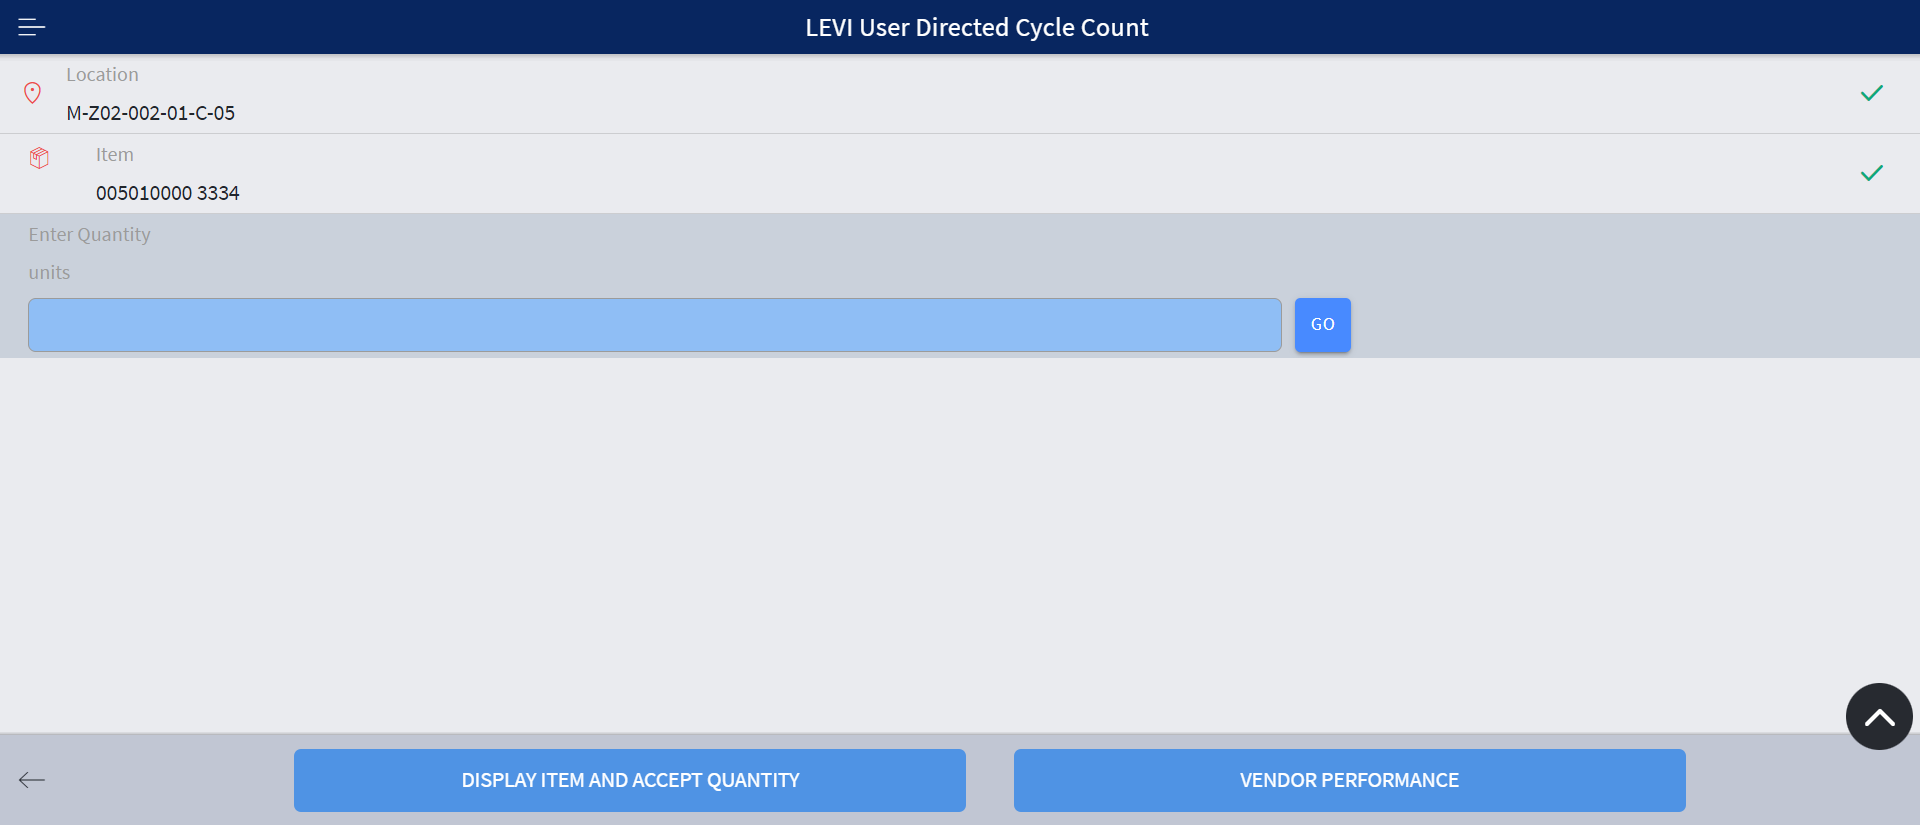 LEVI User Directed Cycle Count
Location
M-Z02-002-01-C-05
Item
005010000 3334
Enter Quantity
units
GO
DISPLAY ITEM AND ACCEPT QUANTITY
VENDOR PERFORMANCE